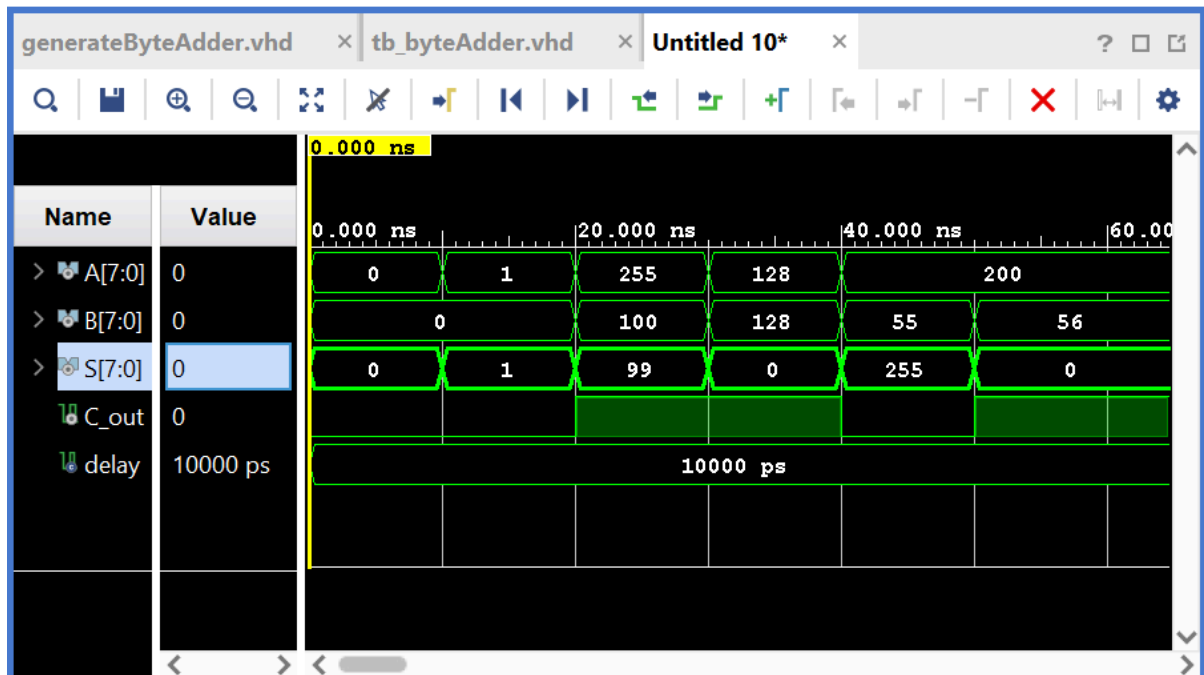 generateByteAdder.vhd × tb_byteAdder.vhd × Untitled 10* × ?
0.000 ns
Name Value
0.000 ns 20.000 ns 40.000 ns 60.00
A[7:0] 0 0 1 255 128 200
B[7:0] 0 0 100 128 55 56
S[7:0] 0 0 1 99 0 255 0
C_out 0
delay 10000 ps 10000 ps